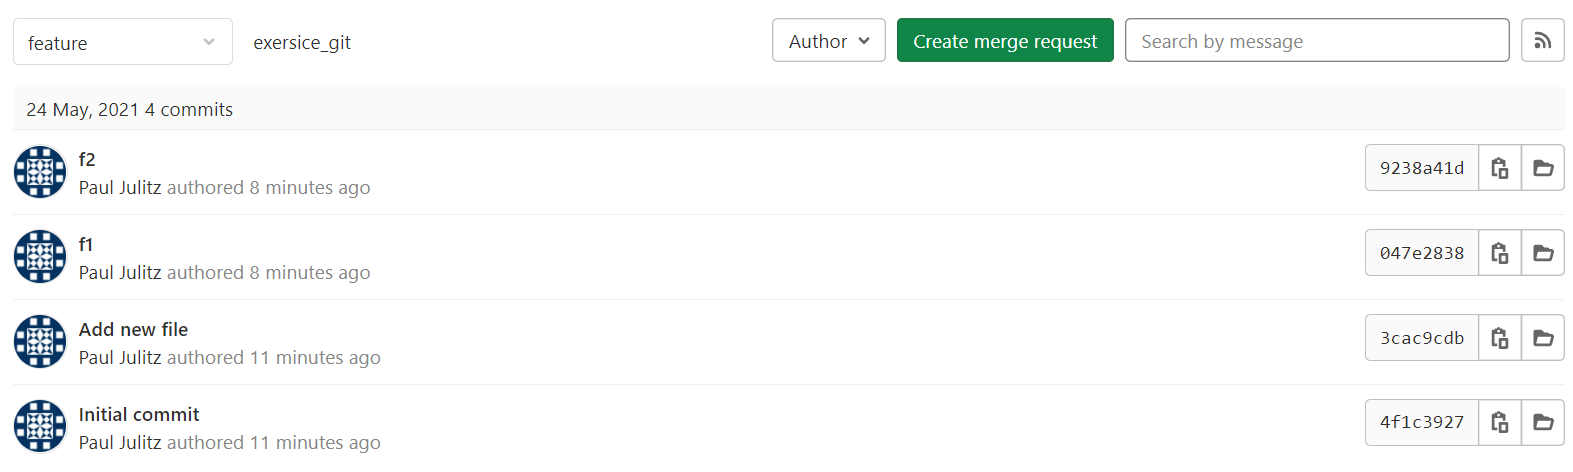 feature exersice_git Author Create merge request Search by message
24 May, 2021 4 commits
f2
Paul Julitz authored 8 minutes ago
9238a41d
f1
Paul Julitz authored 8 minutes ago
047e2838
Add new file
Paul Julitz authored 11 minutes ago
3cac9cdb
Initial commit
Paul Julitz authored 11 minutes ago
4f1c3927